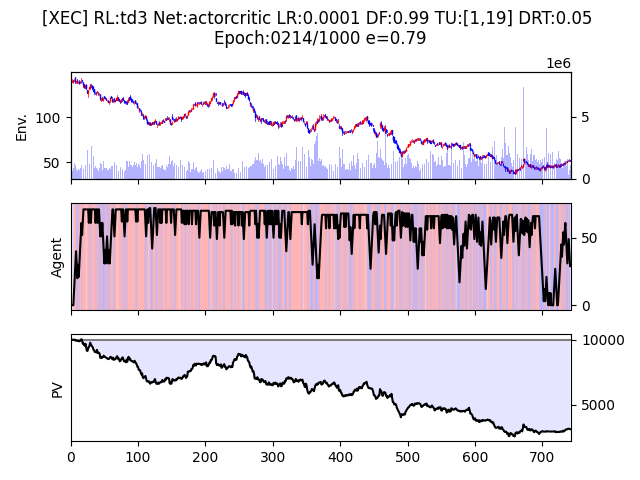 [XEC] RL:td3 Net:actorcritic LR:0.0001 DF:0.99 TU:[1,19] DRT:0.05
Epoch:0214/1000 e=0.79
1e6
Env.
100
50
5
0
Agent
50
0
PV
10000
5000
0 100 200 300 400 500 600 700